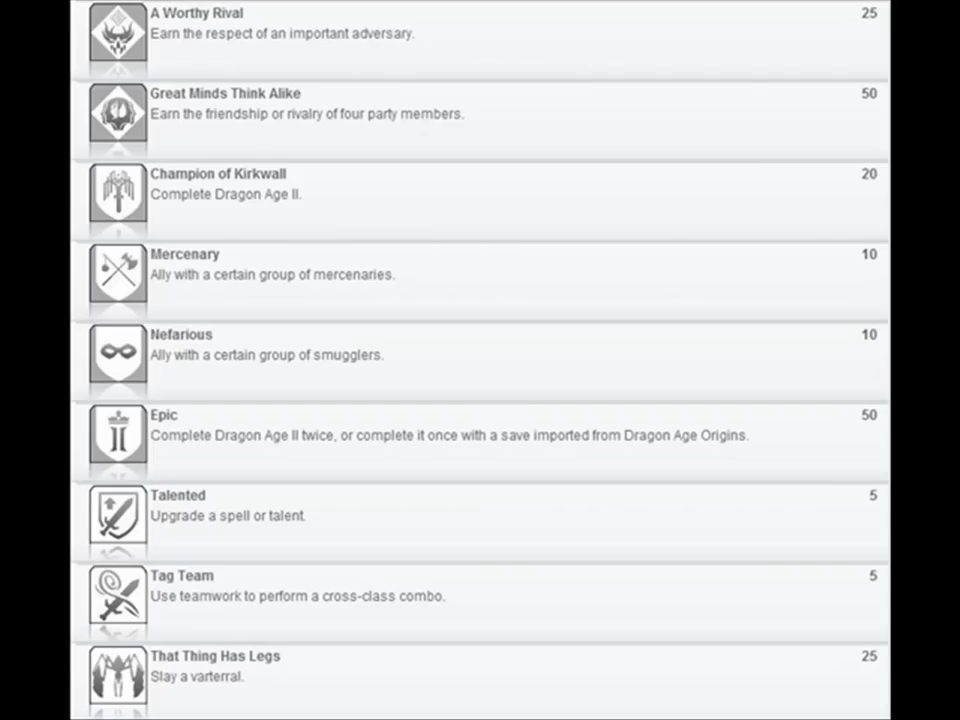 A Worthy Rival 25
Earn the respect of an important adversary.
Great Minds Think Alike 50
Earn the friendship or rivalry of four party members.
Champion of Kirkwall 20
Complete Dragon Age II.
Mercenary 10
Ally with a certain group of mercenaries.
Nefarious 10
Ally with a certain group of smugglers.
Epic 50
Complete Dragon Age II twice, or complete it once with a save imported from Dragon Age Origins.
Talented 5
Upgrade a spell or talent.
Tag Team 5
Use teamwork to perform a cross-class combo.
That Thing Has Legs 25
Slay a varterral.